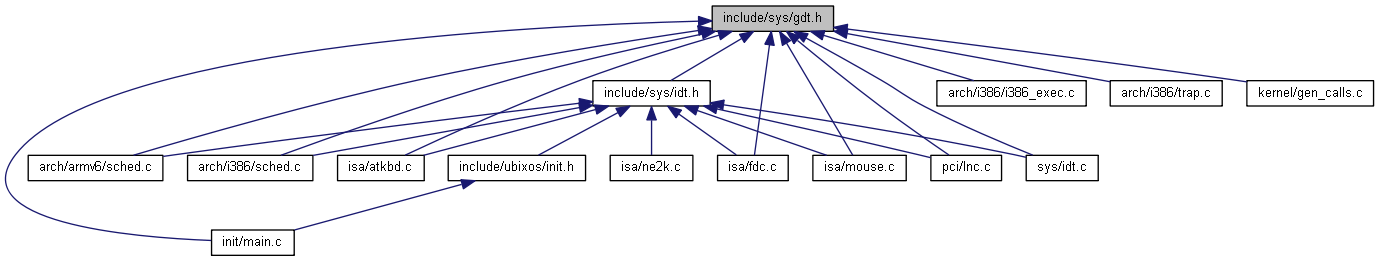 include/sys/gdt.h
include/sys/idt.h
arch/i386/i386_exec.c
arch/i386/trap.c
kernel/gen_calls.c
arch/armv6/sched.c
arch/i386/sched.c
isa/atkbd.c
include/ubixos/init.h
isa/ne2k.c
isa/fdc.c
isa/mouse.c
pci/lnc.c
sys/idt.c
init/main.c